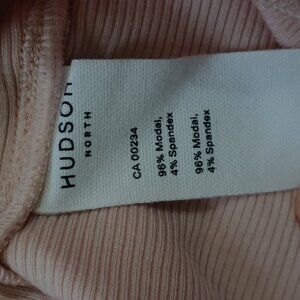 HUDSON
NORTH
CA 00234
96% Modal,
4% Spandex
96% Modal,
4% Spandex